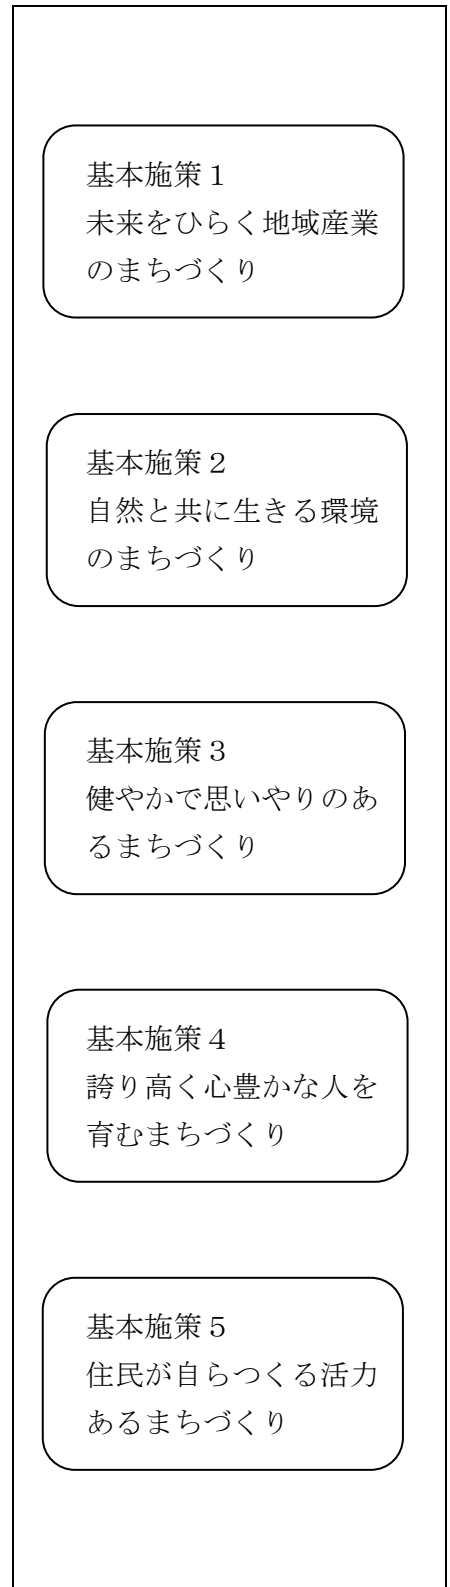 基本施策１
未来をひらく地域産業
のまちづくり
基本施策２
自然と共に生きる環境
のまちづくり
基本施策３
健やかで思いやりのあ
るまちづくり
基本施策４
誇り高く心豊かな人を
育むまちづくり
基本施策５
住民が自らつくる活力
あるまちづくり